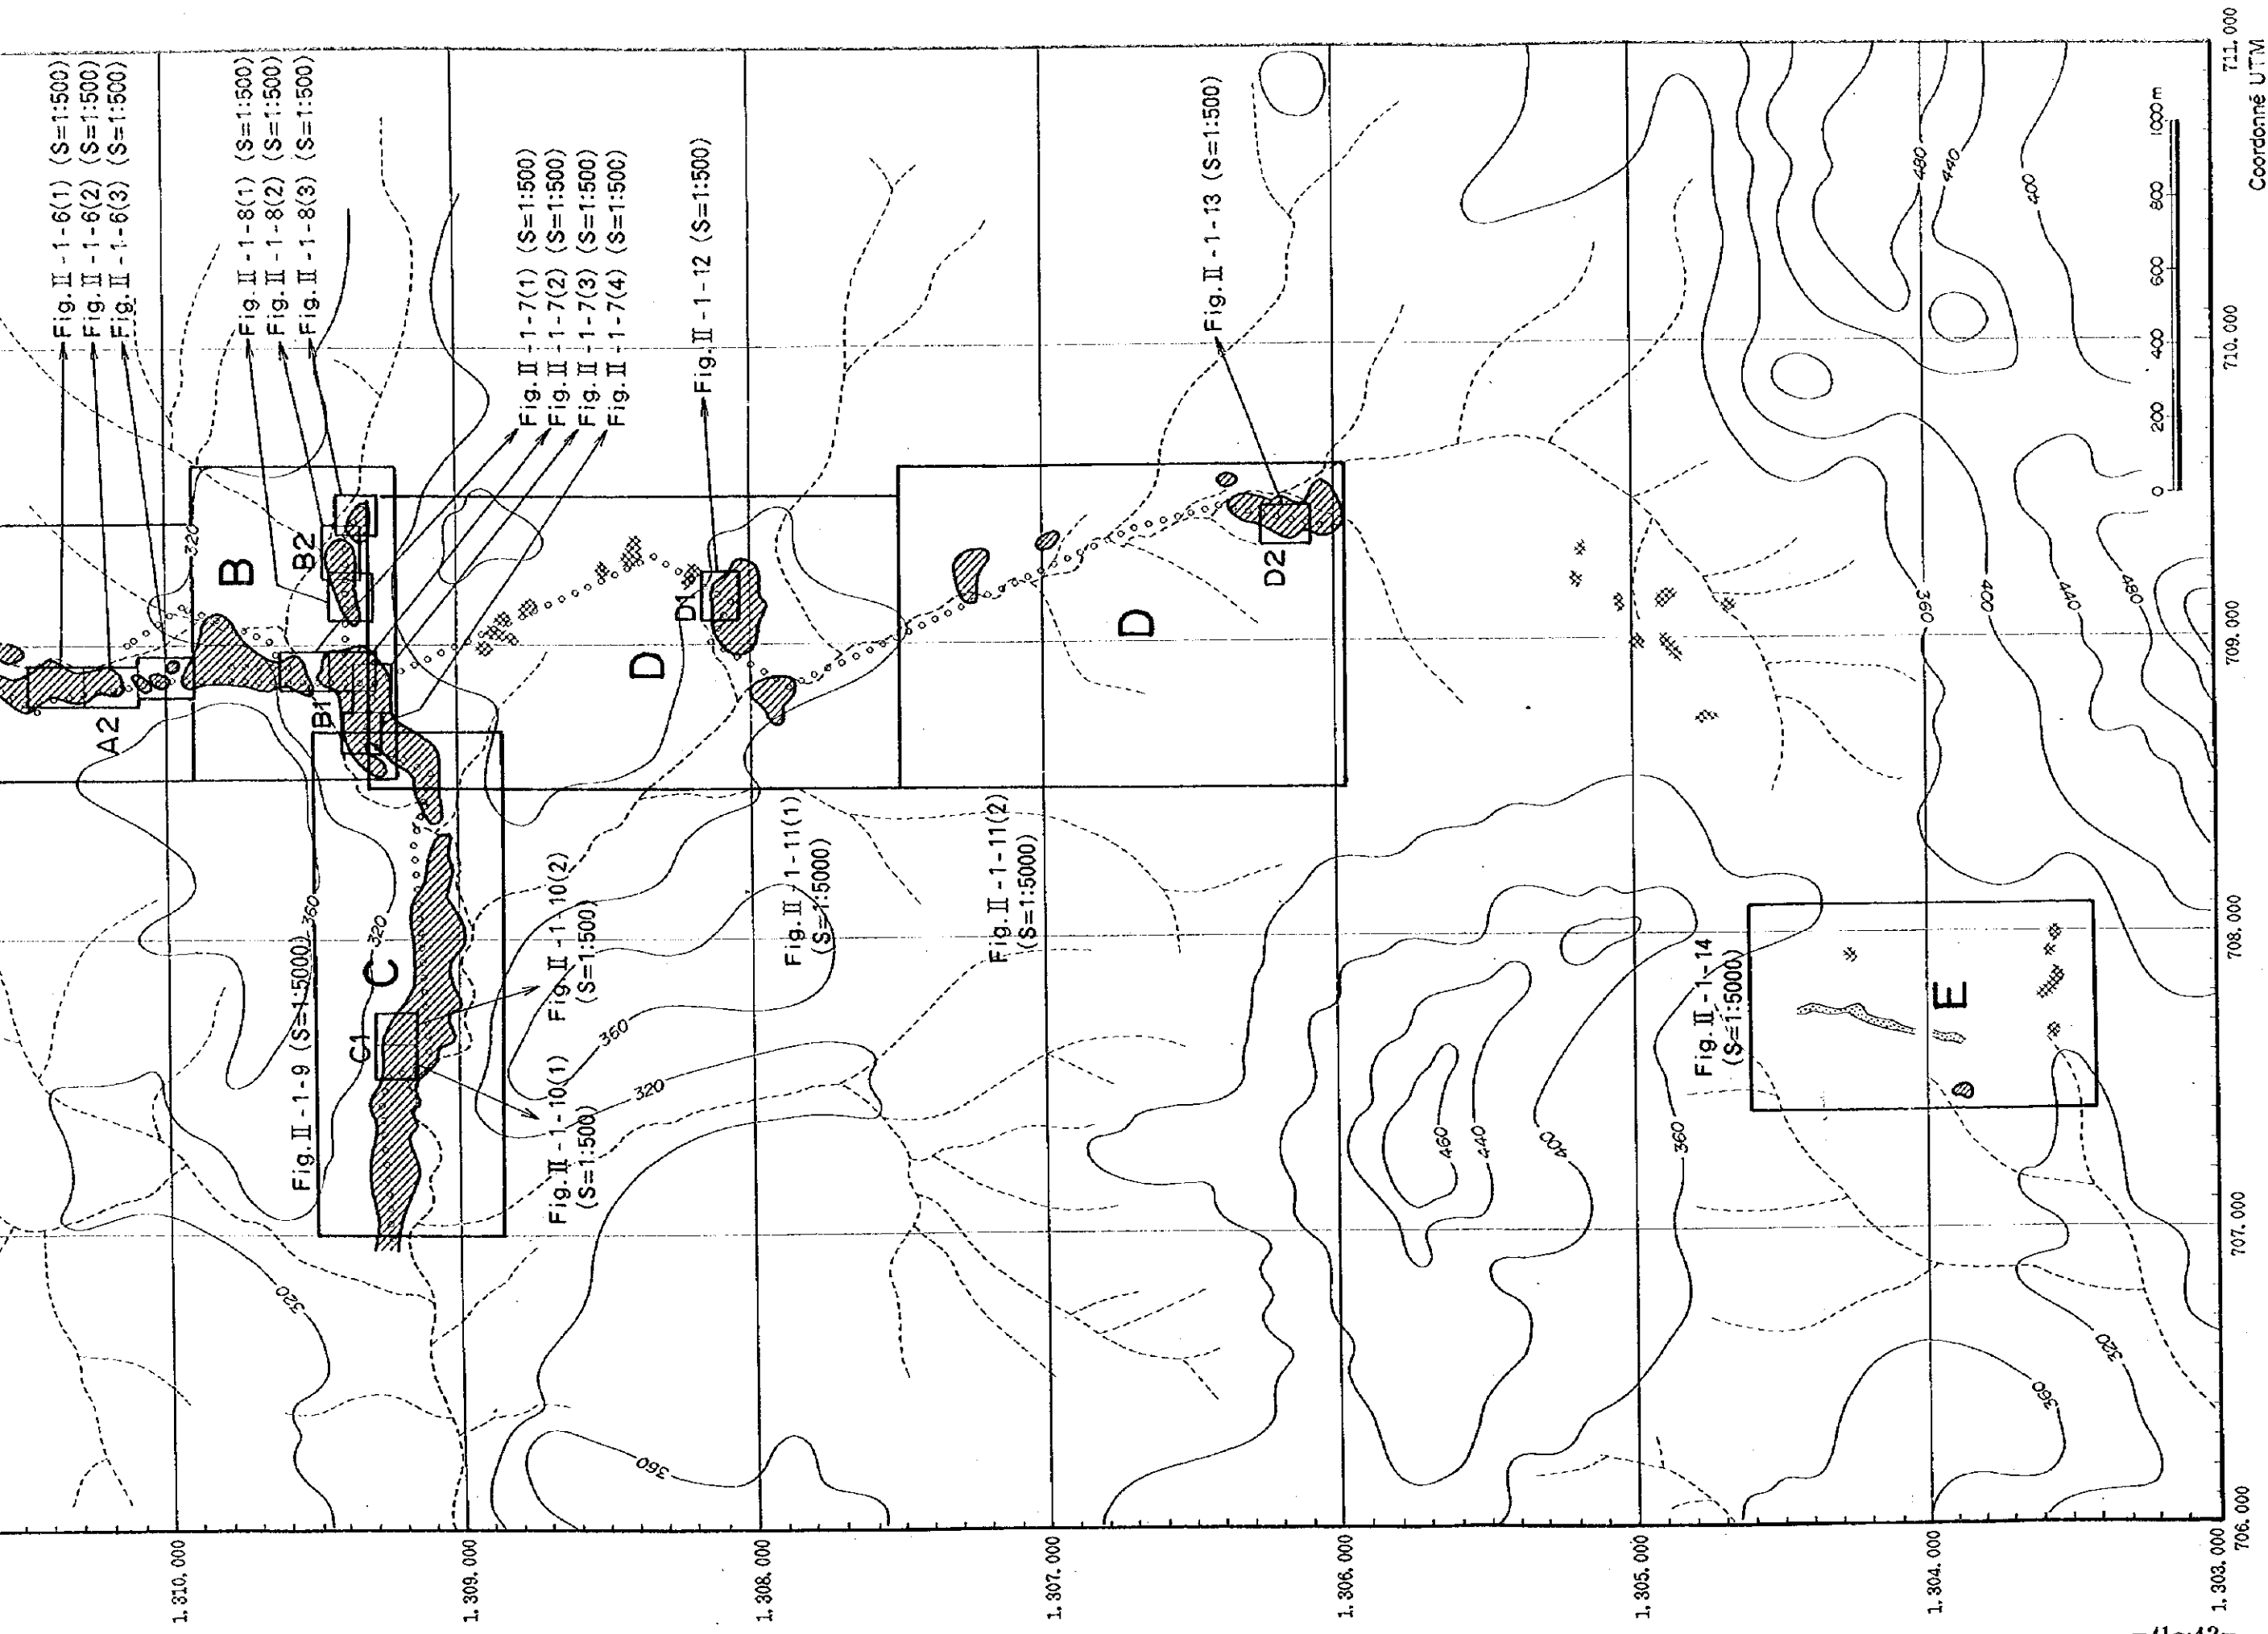 Fig. II-1-6(1) (S=1:500)
Fig. II-1-6(2) (S=1:500)
Fig. II-1-6(3) (S=1:500)
Fig. II-1-8(1) (S=1:500)
Fig. II-1-8(2) (S=1:500)
Fig. II-1-8(3) (S=1:500)
Fig. II-1-7(1) (S=1:500)
Fig. II-1-7(2) (S=1:500)
Fig. II-1-7(3) (S=1:500)
Fig. II-1-7(4) (S=1:500)
Fig. II-1-12 (S=1:500)
Fig. II-1-13 (S=1:500)
A2
320
B
B2
B1
D
D1
D
D2
Fig. II-1-9 (S=1:5000)
360
320
C
C1
Fig. II-1-10(1)
(S=1:500)
Fig. II-1-10(2)
(S=1:500)
360
320
Fig. II-1-11(1)
(S=1:5000)
Fig. II-1-11(2)
(S=1:5000)
Fig. II-1-14
(S=1:5000)
E
460
440
400
360
480
440
400
360
400
440
480
320
360
320
360
0 200 400 600 800 1000m
711.000
710.000
709.000
708.000
707.000
706.000
Coordonné UTM
1,310.000
1,309.000
1,308.000
1,307.000
1,306.000
1,305.000
1,304.000
1,303.000